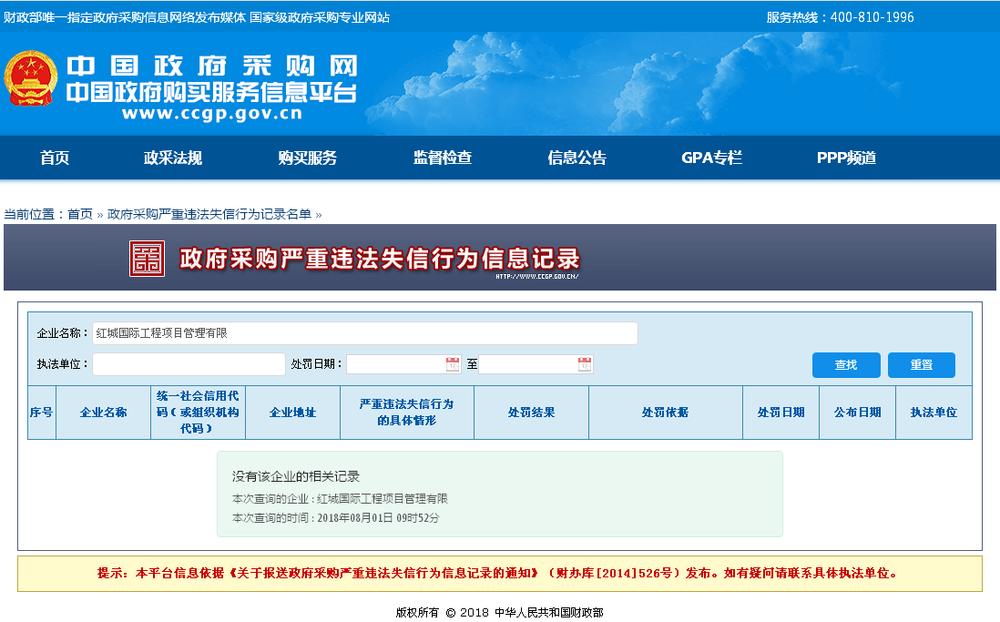 财政部唯一指定政府采购信息网络发布媒体 国家级政府采购专业网站
服务热线：400-810-1996
中国政府采购网
中国政府购买服务信息平台
www.ccgp.gov.cn
首页 政采法规 购买服务 监督检查 信息公告 GPA专栏 PPP频道
当前位置：首页 » 政府采购严重违法失信行为记录名单 »
政府采购严重违法失信行为信息记录
HTTP://WWW.CCGP.GOV.CN/
企业名称： 红城国际工程项目管理有限
执法单位： 处罚日期： 至 查找 重置
序号 企业名称 统一社会信用代码（或组织机构代码） 企业地址 严重违法失信行为的具体情形 处罚结果 处罚依据 处罚日期 公布日期 执法单位
没有该企业的相关记录
本次查询的企业 : 红城国际工程项目管理有限
本次查询的时间 : 2018年08月01日 09时52分
提示：本平台信息依据《关于报送政府采购严重违法失信行为信息记录的通知》（财办库[2014]526号）发布。如有疑问请联系具体执法单位。
版权所有 © 2018 中华人民共和国财政部